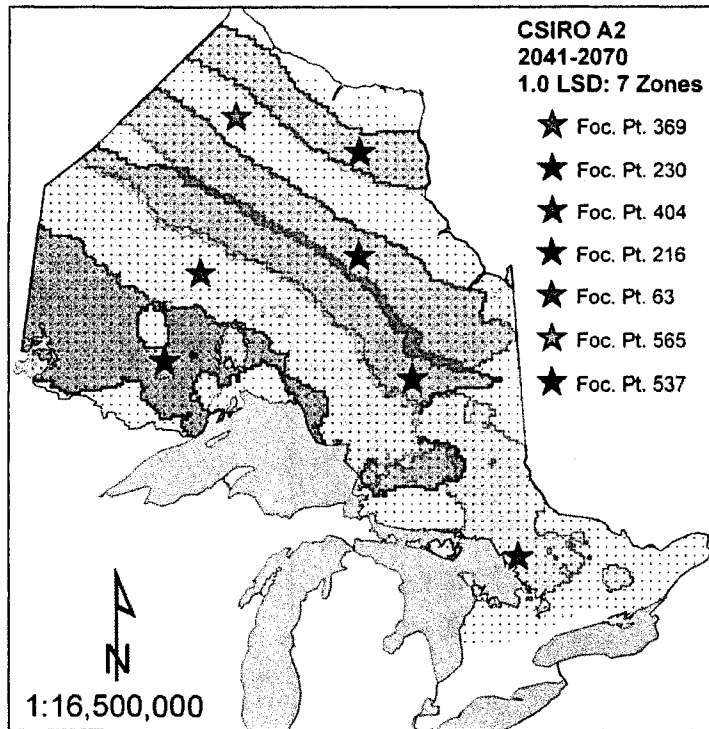 CSIRO A2
2041-2070
1.0 LSD: 7 Zones
Foc. Pt. 369
Foc. Pt. 230
Foc. Pt. 404
Foc. Pt. 216
Foc. Pt. 63
Foc. Pt. 565
Foc. Pt. 537
N
1:16,500,000